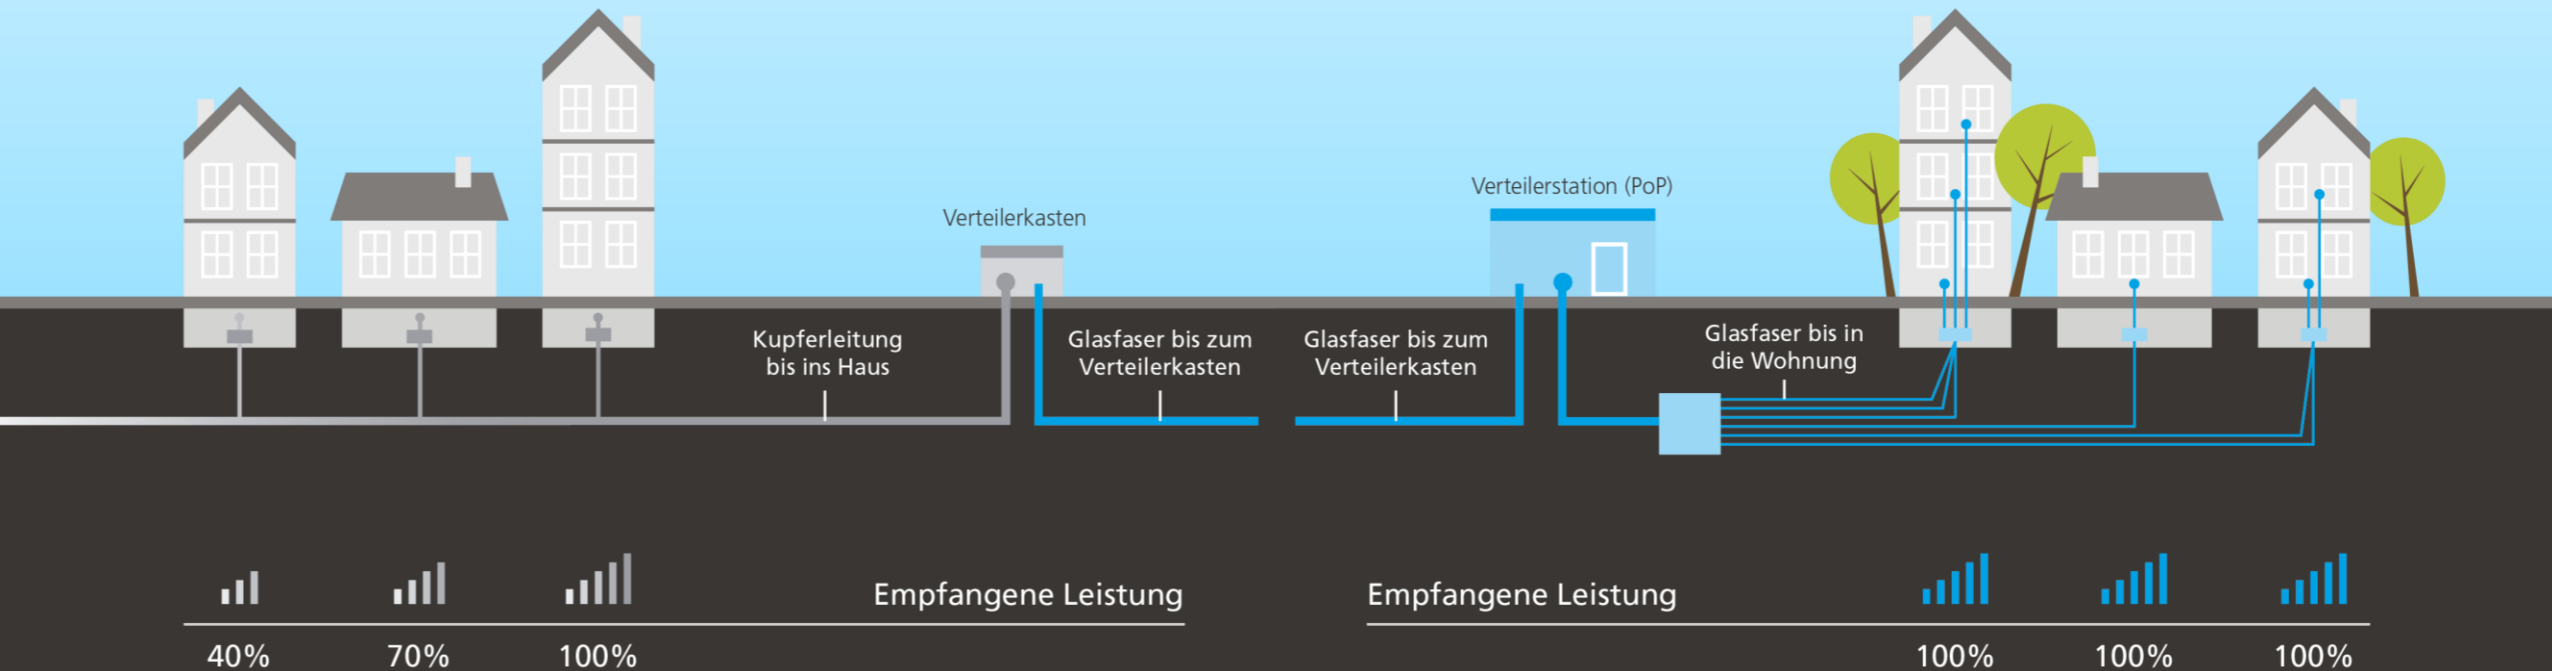 Verteilerkasten
Verteilerstation (PoP)
Kupferleitung
bis ins Haus
Glasfaser bis zum
Verteilerkasten
Glasfaser bis zum
Verteilerkasten
Glasfaser bis in
die Wohnung
Empfangene Leistung
40%
70%
100%
Empfangene Leistung
100%
100%
100%